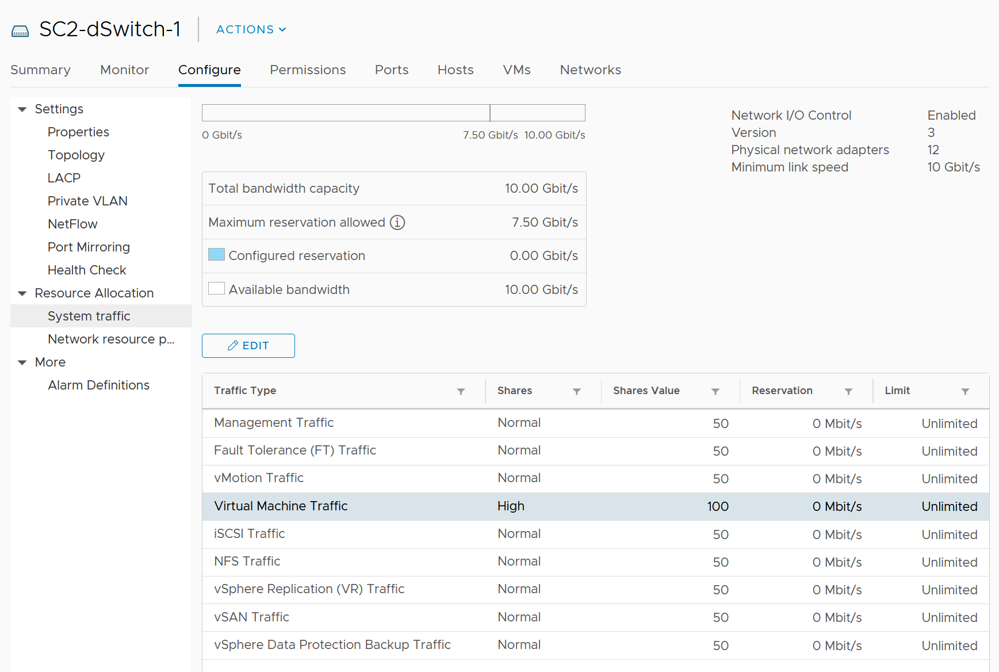 SC2-dSwitch-1 ACTIONS
Summary Monitor Configure Permissions Ports Hosts VMs Networks
Settings
Properties
Topology
LACP
Private VLAN
NetFlow
Port Mirroring
Health Check
Resource Allocation
System traffic
Network resource p...
More
Alarm Definitions
0 Gbit/s 7.50 Gbit/s 10.00 Gbit/s
Network I/O Control Enabled
Version 3
Physical network adapters 12
Minimum link speed 10 Gbit/s
Total bandwidth capacity 10.00 Gbit/s
Maximum reservation allowed 7.50 Gbit/s
Configured reservation 0.00 Gbit/s
Available bandwidth 10.00 Gbit/s
EDIT
Traffic Type Shares Shares Value Reservation Limit
Management Traffic Normal 50 0 Mbit/s Unlimited
Fault Tolerance (FT) Traffic Normal 50 0 Mbit/s Unlimited
vMotion Traffic Normal 50 0 Mbit/s Unlimited
Virtual Machine Traffic High 100 0 Mbit/s Unlimited
iSCSI Traffic Normal 50 0 Mbit/s Unlimited
NFS Traffic Normal 50 0 Mbit/s Unlimited
vSphere Replication (VR) Traffic Normal 50 0 Mbit/s Unlimited
vSAN Traffic Normal 50 0 Mbit/s Unlimited
vSphere Data Protection Backup Traffic Normal 50 0 Mbit/s Unlimited